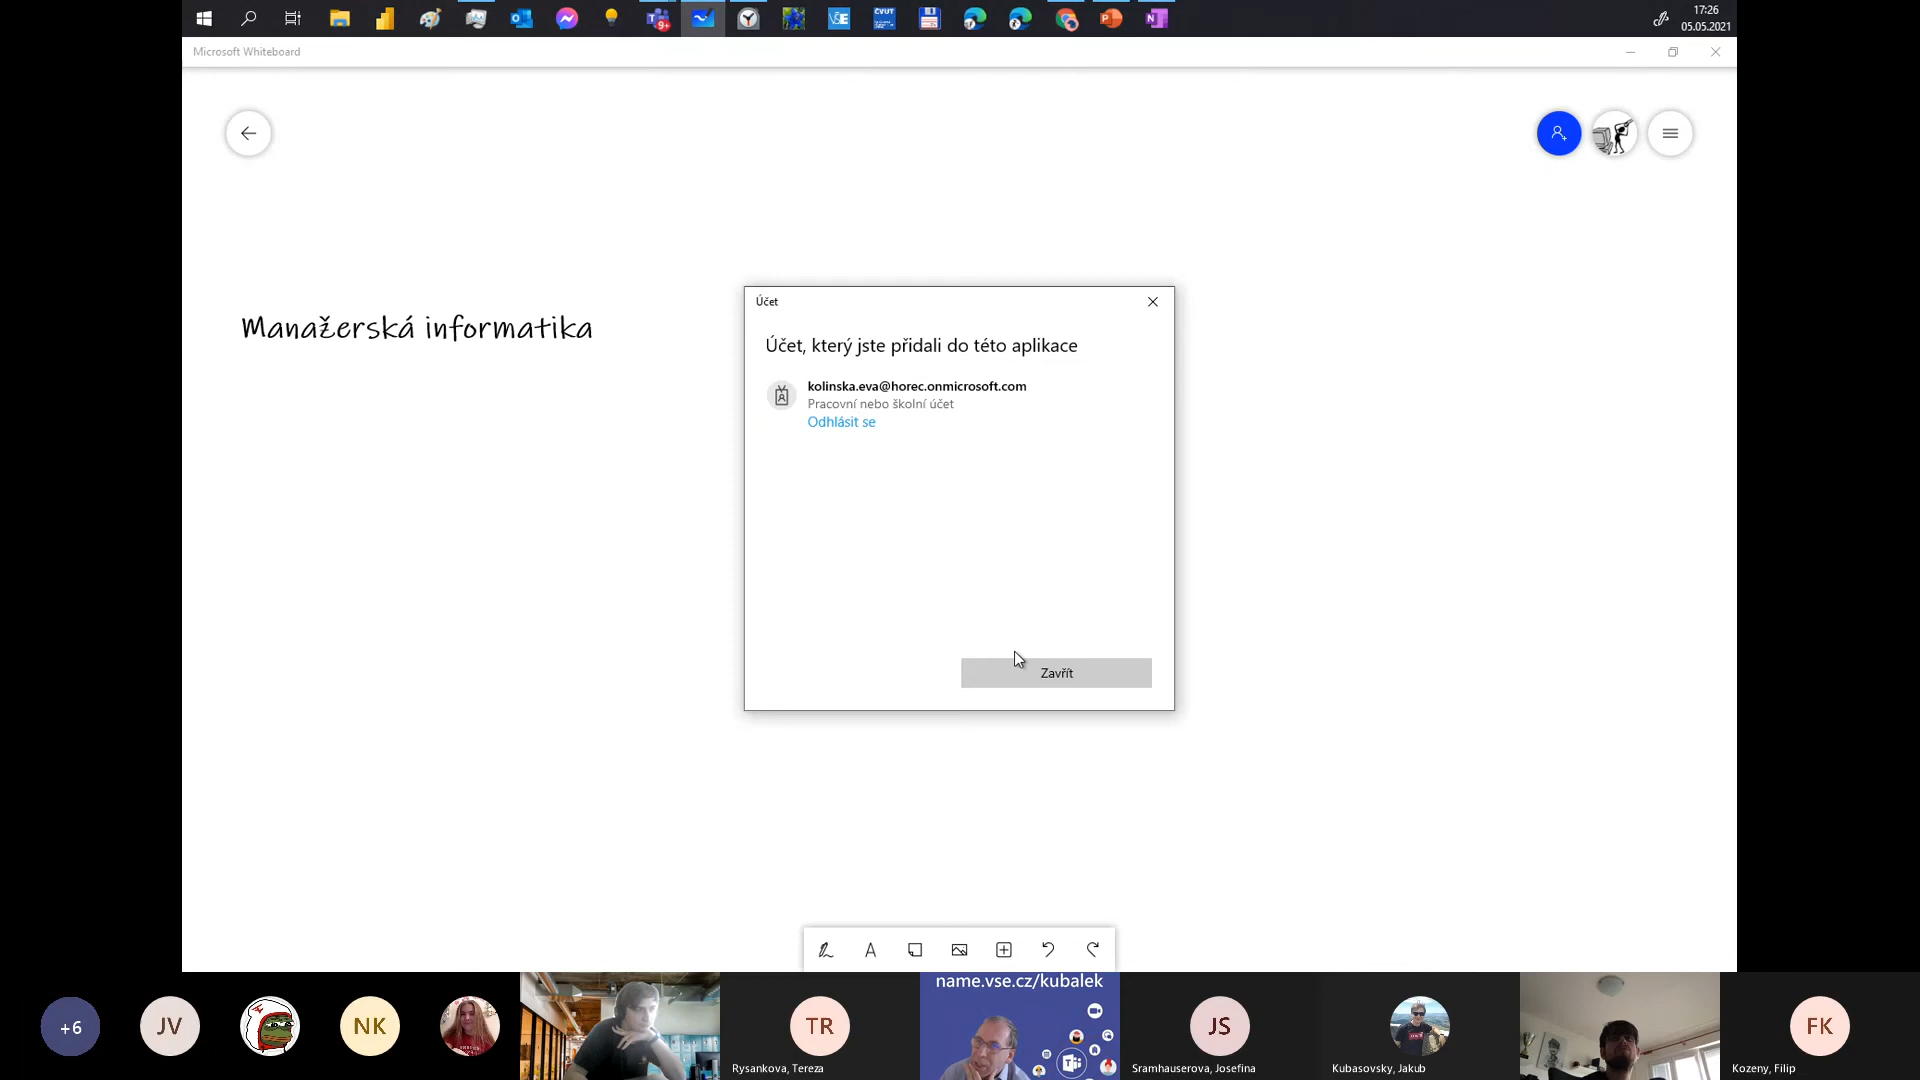 17:26
05.05.2021
9+
ČVUT
Microsoft Whiteboard
Manažerská informatika
Účet
Účet, který jste přidali do této aplikace
kolinska.eva@horec.onmicrosoft.com
Pracovní nebo školní účet
Odhlásit se
Zavřít
name.vse.cz/kubalek
+6
JV
NK
TR
JS
FK
Rysankova, Tereza
Sramhauserova, Josefina
Kubasovsky, Jakub
Kozeny, Filip